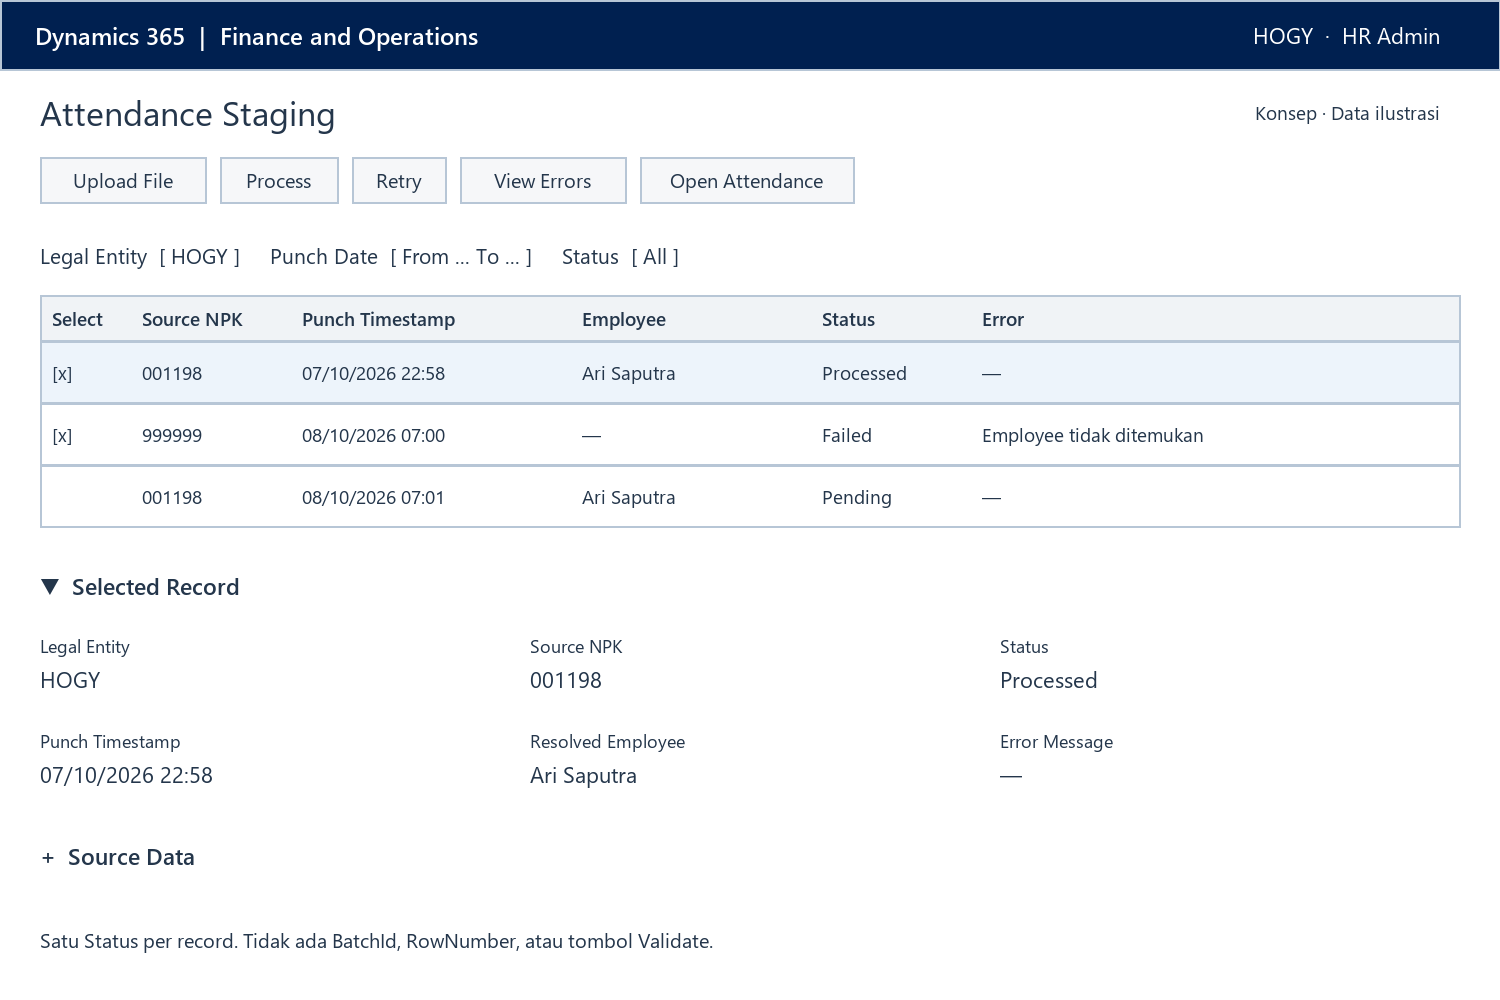 Dynamics 365 | Finance and Operations HOGY · HR Admin
Attendance Staging Konsep · Data ilustrasi
Upload File Process Retry View Errors Open Attendance
Legal Entity [ HOGY ] Punch Date [ From ... To ... ] Status [ All ]
Select Source NPK Punch Timestamp Employee Status Error
[x] 001198 07/10/2026 22:58 Ari Saputra Processed —
[x] 999999 08/10/2026 07:00 — Failed Employee tidak ditemukan
001198 08/10/2026 07:01 Ari Saputra Pending —
▼ Selected Record
Legal Entity Source NPK Status
HOGY 001198 Processed
Punch Timestamp Resolved Employee Error Message
07/10/2026 22:58 Ari Saputra —
+ Source Data
Satu Status per record. Tidak ada BatchId, RowNumber, atau tombol Validate.